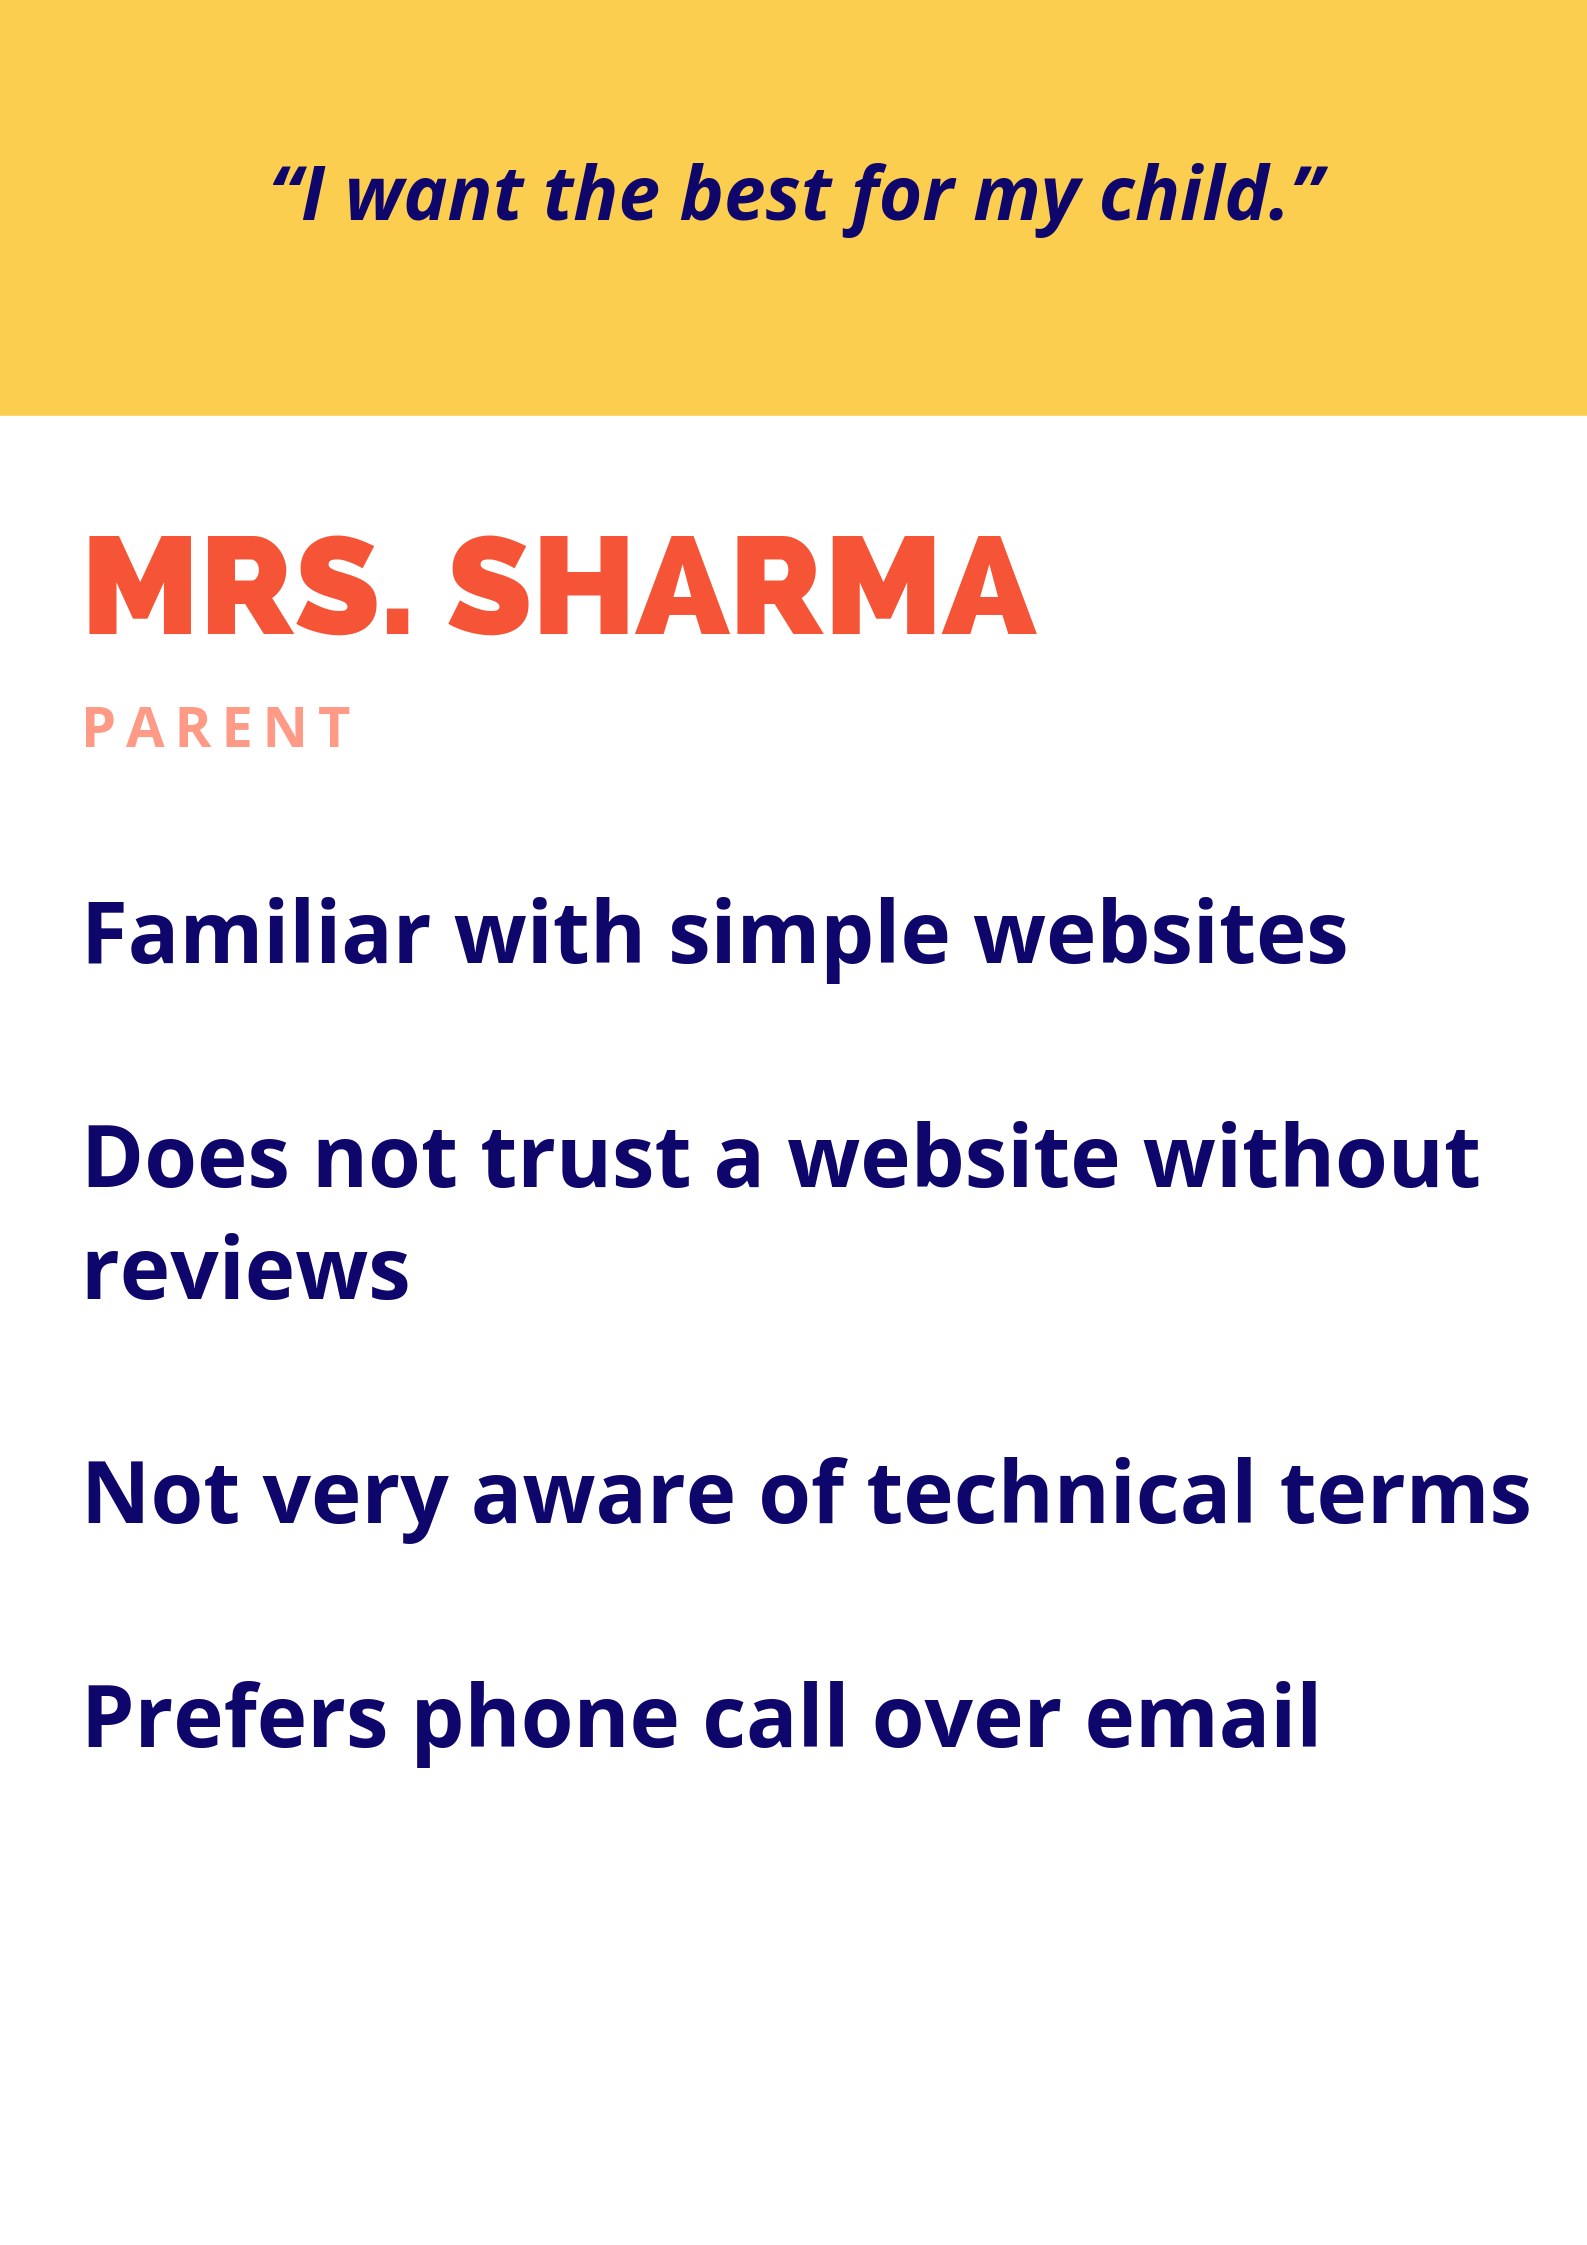 “I want the best for my child.”
MRS. SHARMA
PARENT
Familiar with simple websites
Does not trust a website without
reviews
Not very aware of technical terms
Prefers phone call over email